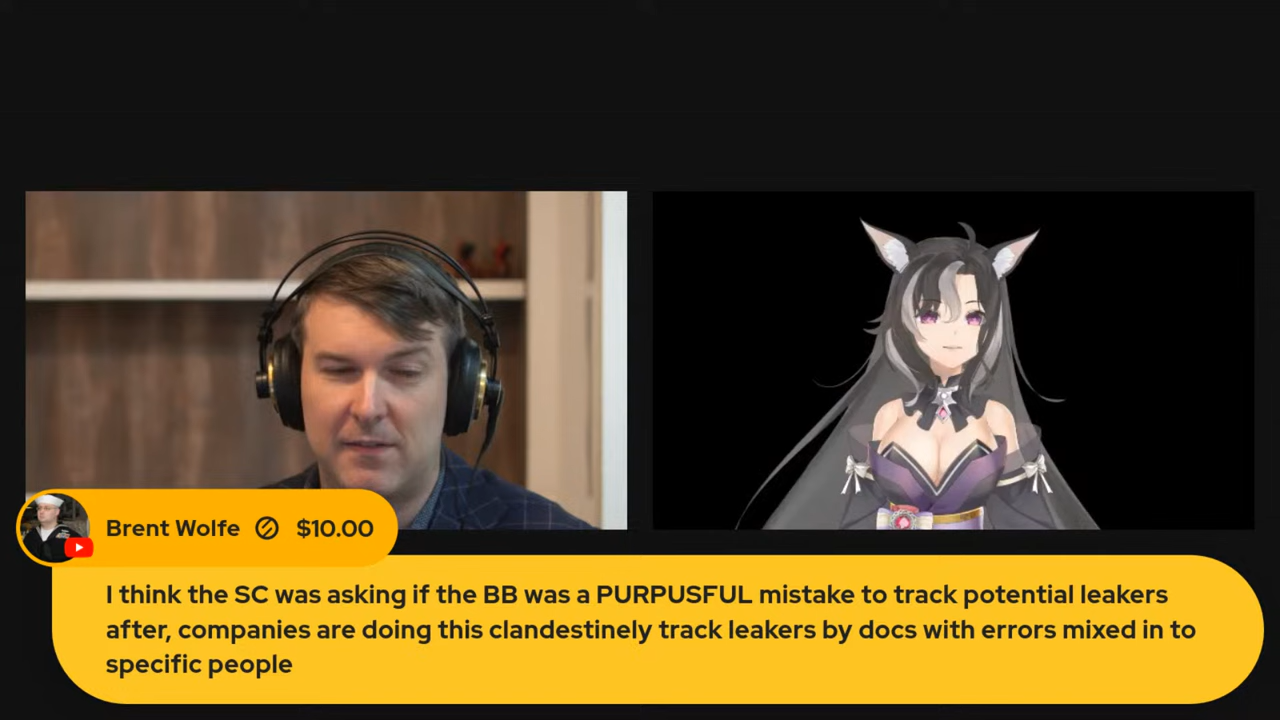 Brent Wolfe $10.00
I think the SC was asking if the BB was a PURPUSFUL mistake to track potential leakers
after, companies are doing this clandestinely track leakers by docs with errors mixed in to
specific people